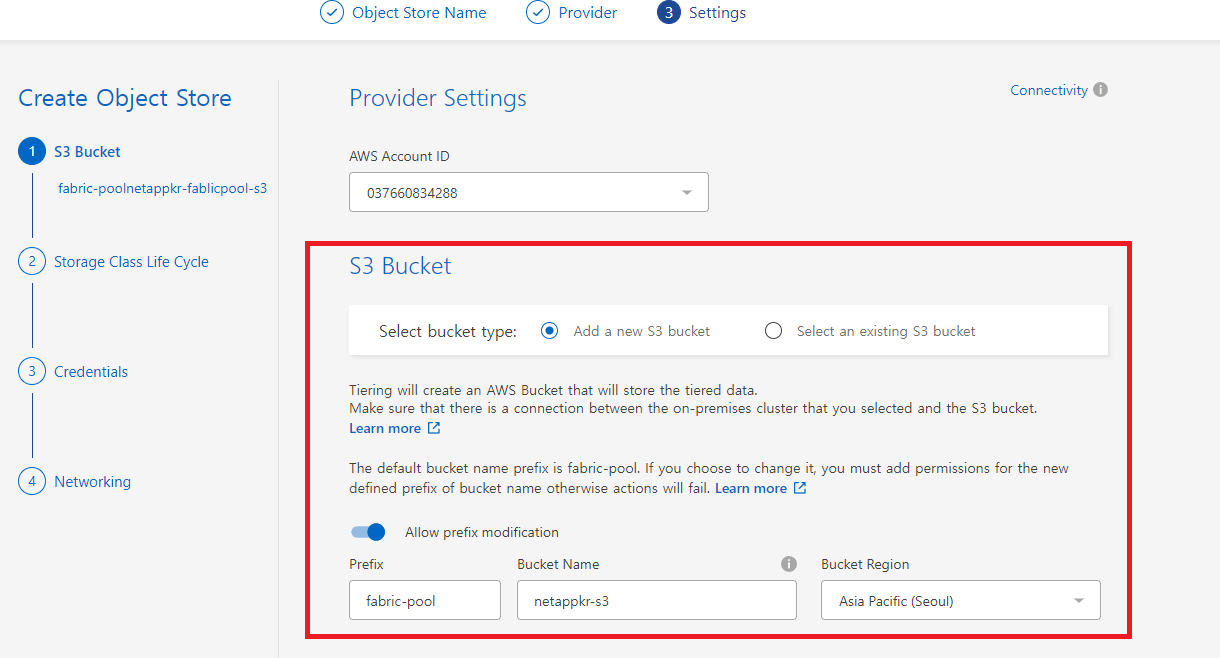 Object Store Name
Provider
3 Settings
Create Object Store
1 S3 Bucket
fabric-poolnetappkr-fablicpool-s3
2 Storage Class Life Cycle
3 Credentials
4 Networking
Provider Settings
Connectivity
AWS Account ID
037660834288
S3 Bucket
Select bucket type: Add a new S3 bucket Select an existing S3 bucket
Tiering will create an AWS Bucket that will store the tiered data.
Make sure that there is a connection between the on-premises cluster that you selected and the S3 bucket.
Learn more
The default bucket name prefix is fabric-pool. If you choose to change it, you must add permissions for the new
defined prefix of bucket name otherwise actions will fail. Learn more
Allow prefix modification
Prefix
fabric-pool
Bucket Name
netappkr-s3
Bucket Region
Asia Pacific (Seoul)